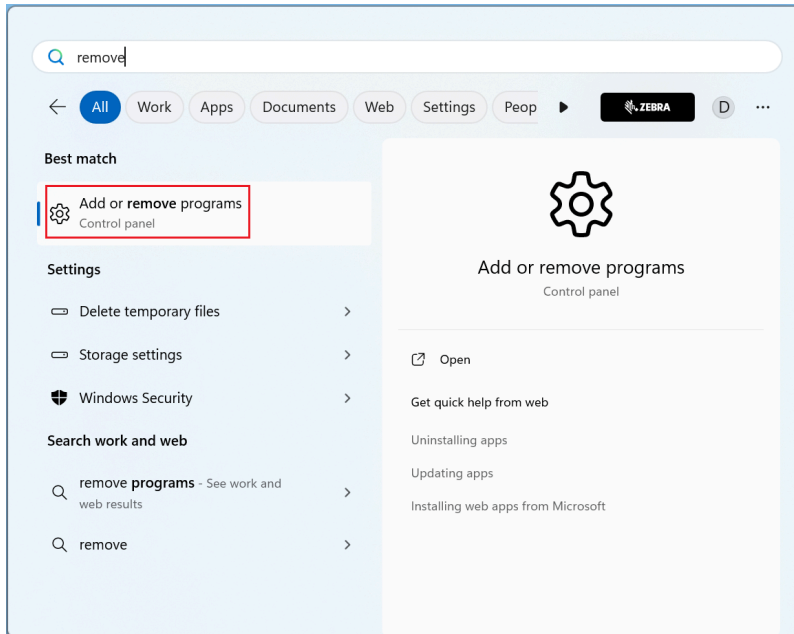 remove
All Work Apps Documents Web Settings Peop ZEBRA D ...
Best match
Add or remove programs
Control panel
Settings
Delete temporary files
Storage settings
Windows Security
Search work and web
remove programs - See work and
web results
remove
Add or remove programs
Control panel
Open
Get quick help from web
Uninstalling apps
Updating apps
Installing web apps from Microsoft